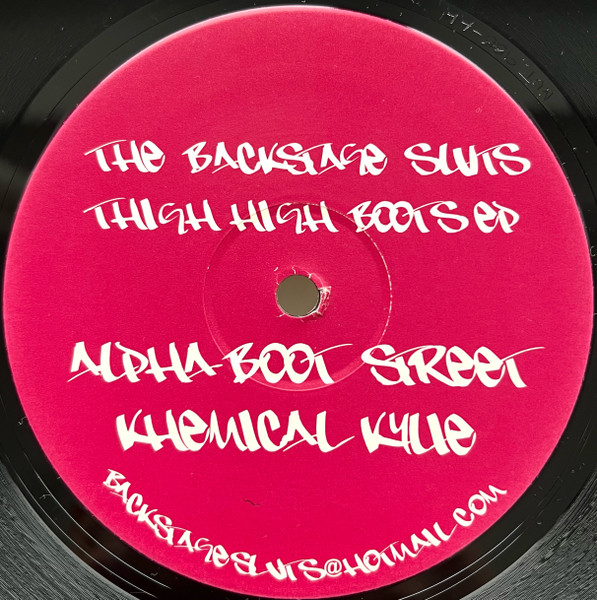 THE BACKSTAGE SLUTS
THIGH HIGH BOOTS EP
ALPHA BOOT STREET
KHEMICAL KYLIE
BACKSTAGESLUTS@HOTMAIL.COM